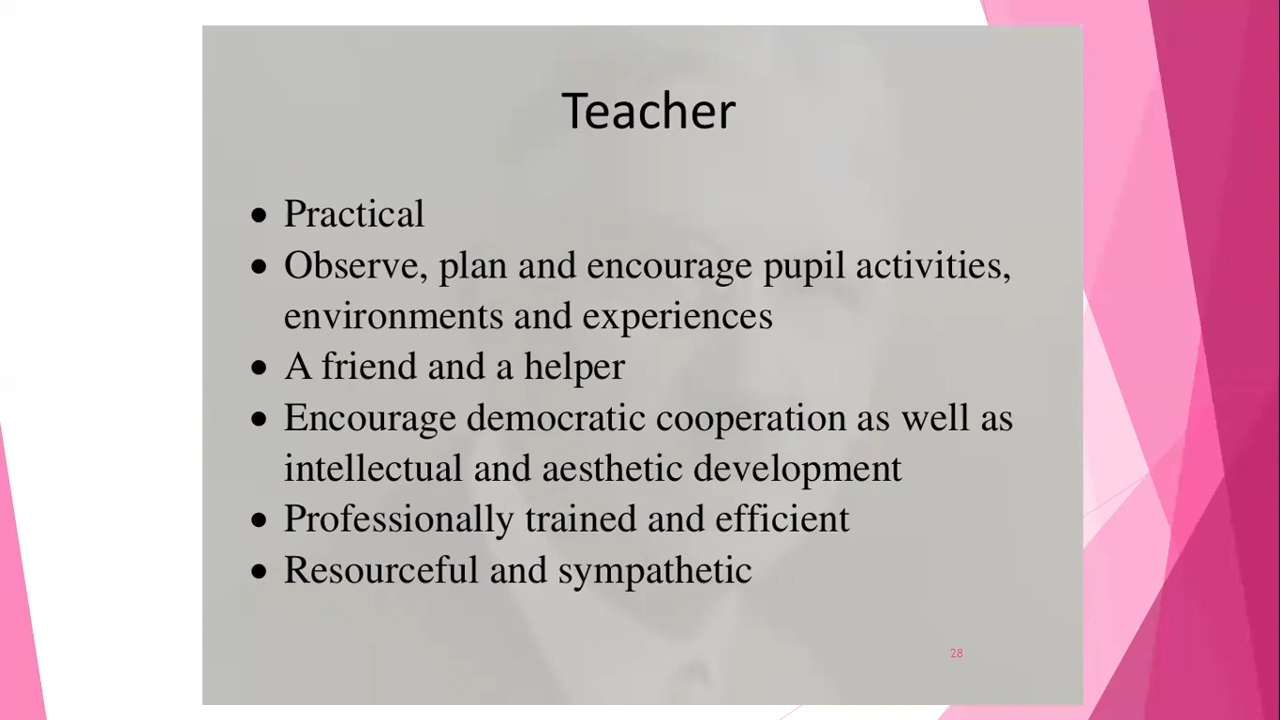 Teacher
• Practical
• Observe, plan and encourage pupil activities,
environments and experiences
• A friend and a helper
• Encourage democratic cooperation as well as
intellectual and aesthetic development
• Professionally trained and efficient
• Resourceful and sympathetic
28